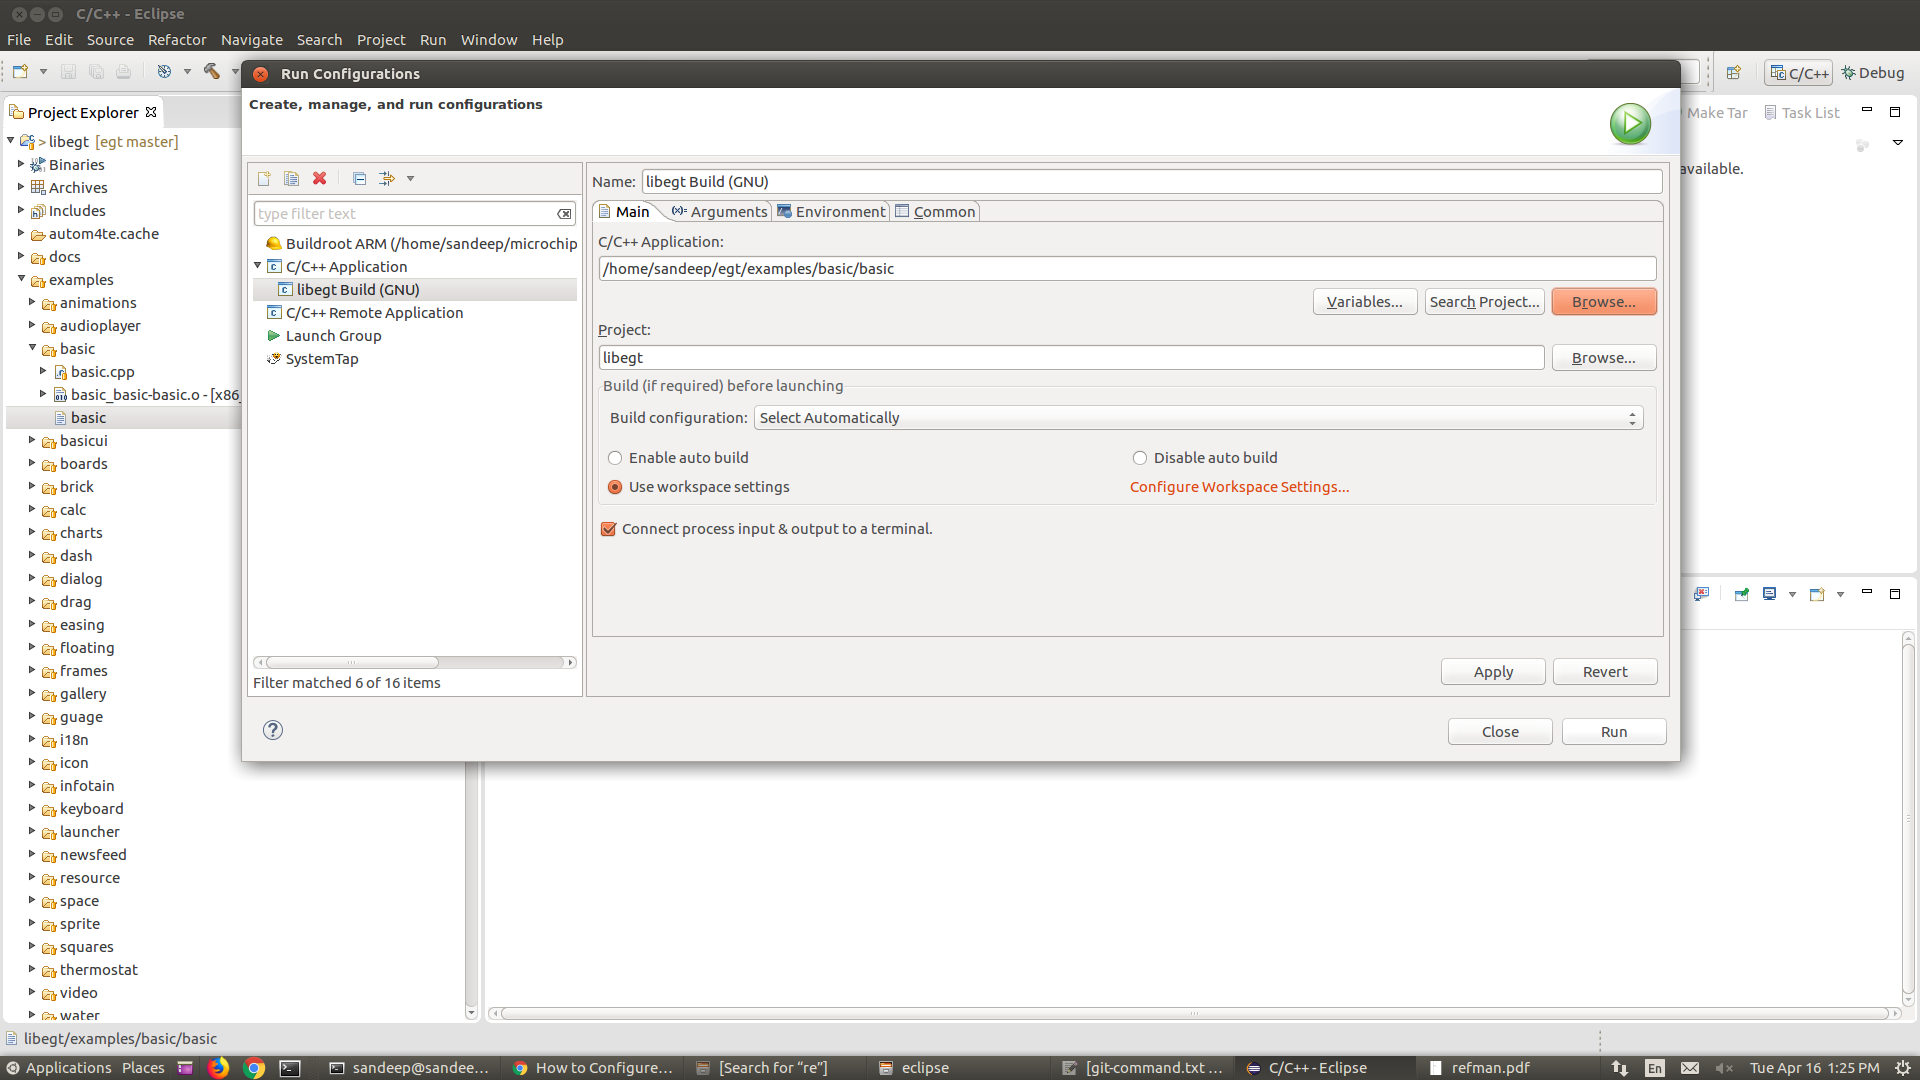 C/C++ - Eclipse
File Edit Source Refactor Navigate Search Project Run Window Help
C/C++ Debug
Project Explorer
> libegt [egt master]
Binaries
Archives
Includes
autom4te.cache
docs
examples
animations
audioplayer
basic
basic.cpp
basic_basic-basic.o - [x86_
basic
basicui
boards
brick
calc
charts
dash
dialog
drag
easing
floating
frames
gallery
guage
i18n
icon
infotain
keyboard
launcher
newsfeed
resource
space
sprite
squares
thermostat
video
water
Run Configurations
Create, manage, and run configurations
type filter text
Buildroot ARM (/home/sandeep/microchip
C/C++ Application
libegt Build (GNU)
C/C++ Remote Application
Launch Group
SystemTap
Filter matched 6 of 16 items
Name: libegt Build (GNU)
Main Arguments Environment Common
C/C++ Application:
/home/sandeep/egt/examples/basic/basic
Variables... Search Project... Browse...
Project:
libegt Browse...
Build (if required) before launching
Build configuration: Select Automatically
Enable auto build Disable auto build
Use workspace settings Configure Workspace Settings...
Connect process input & output to a terminal.
Apply Revert
Close Run
Make Tar Task List
available.
libegt/examples/basic/basic
Applications Places sandeep@sandee... How to Configure... [Search for “re”] eclipse [git-command.txt ... C/C++ - Eclipse refman.pdf En Tue Apr 16 1:25 PM